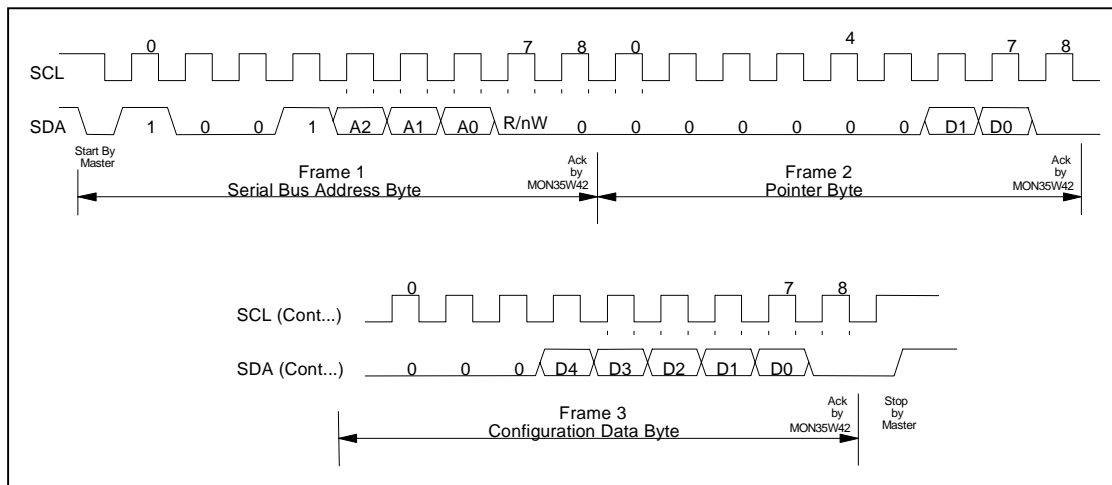 0 7 8 0 4 7 8
SCL
SDA 1 0 0 1 A2 A1 A0 R/nW 0 0 0 0 0 0 0 D1 D0
Start By
Master
Frame 1
Serial Bus Address Byte
Ack
by
MON35W42
Frame 2
Pointer Byte
Ack
by
MON35W42
0 7 8
SCL (Cont...)
SDA (Cont...) 0 0 0 D4 D3 D2 D1 D0
Frame 3
Configuration Data Byte
Ack
by
MON35W42
Stop
by
Master